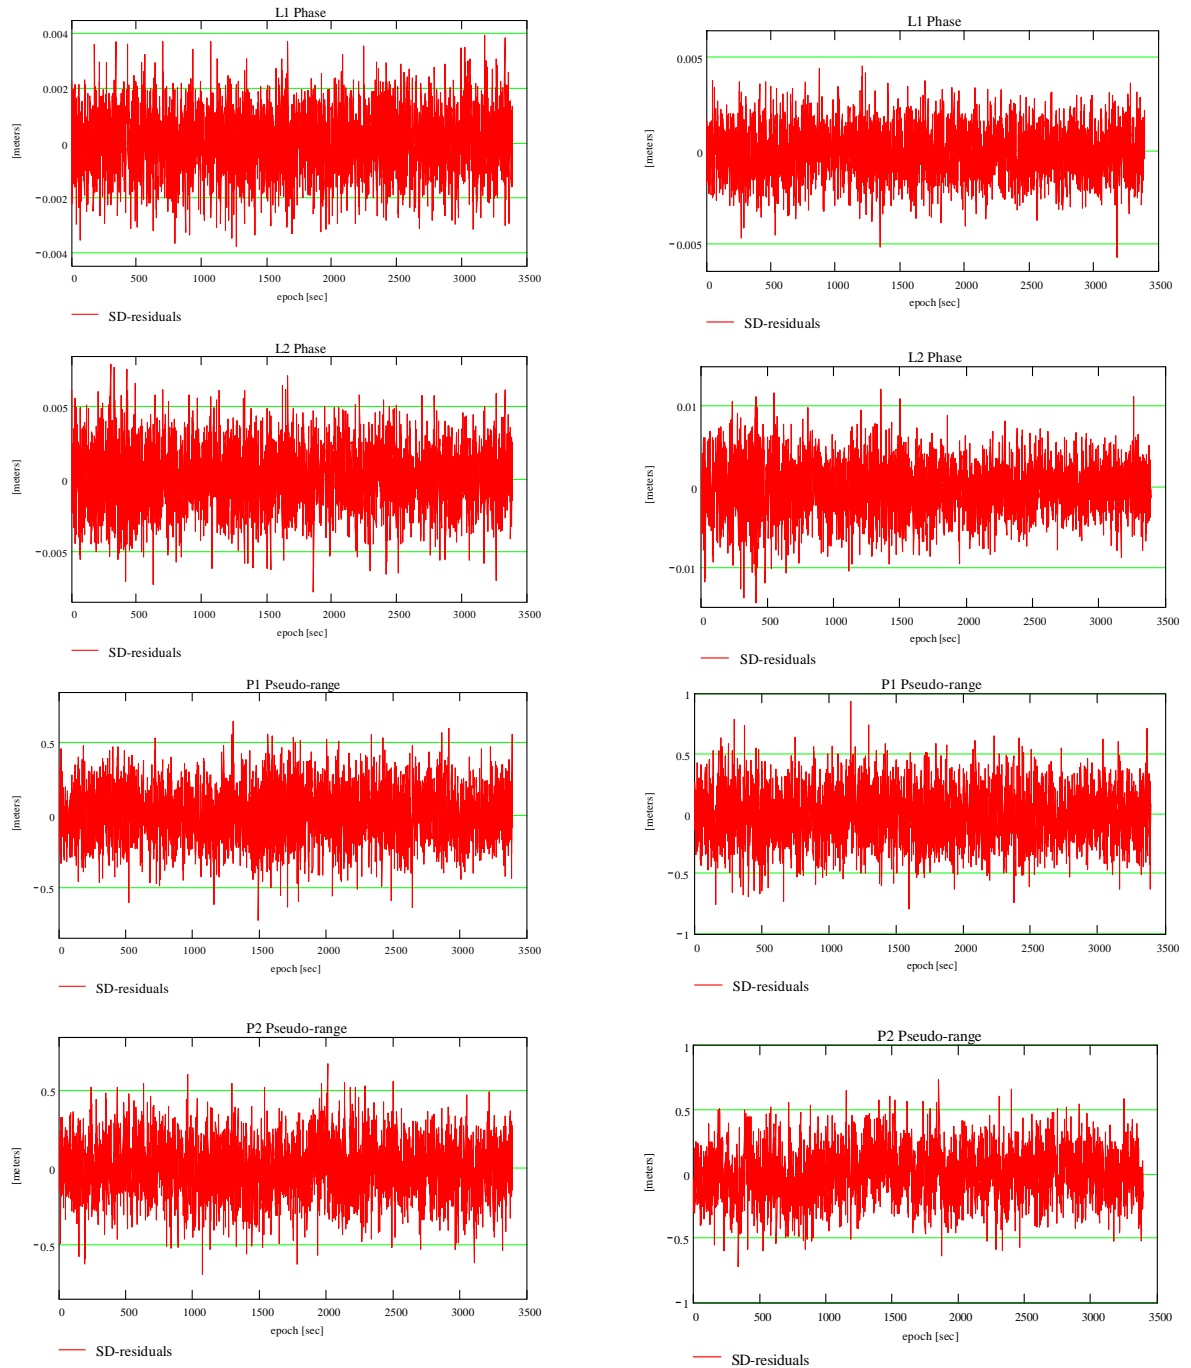 L1 Phase
0.004
0.002
0
−0.002
−0.004
[meters]
0 500 1000 1500 2000 2500 3000 3500
epoch [sec]
SD-residuals
L1 Phase
0.005
0
−0.005
[meters]
0 500 1000 1500 2000 2500 3000 3500
epoch [sec]
SD-residuals
L2 Phase
0.005
0
−0.005
[meters]
0 500 1000 1500 2000 2500 3000 3500
epoch [sec]
SD-residuals
L2 Phase
0.01
0
−0.01
[meters]
0 500 1000 1500 2000 2500 3000 3500
epoch [sec]
SD-residuals
P1 Pseudo-range
0.5
0
−0.5
[meters]
0 500 1000 1500 2000 2500 3000 3500
epoch [sec]
SD-residuals
P1 Pseudo-range
1
0.5
0
−0.5
−1
[meters]
0 500 1000 1500 2000 2500 3000 3500
epoch [sec]
SD-residuals
P2 Pseudo-range
0.5
0
−0.5
[meters]
0 500 1000 1500 2000 2500 3000 3500
epoch [sec]
SD-residuals
P2 Pseudo-range
1
0.5
0
−0.5
−1
[meters]
0 500 1000 1500 2000 2500 3000 3500
epoch [sec]
SD-residuals